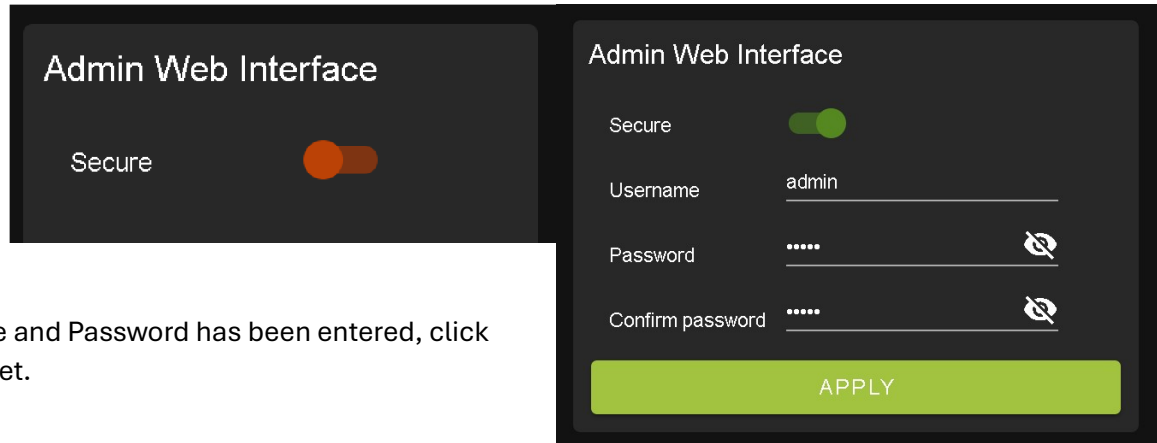 Admin Web Interface
Secure
and Password has been entered, click
Admin Web Interface
Secure
Username admin
Password •••••
Confirm password •••••
APPLY